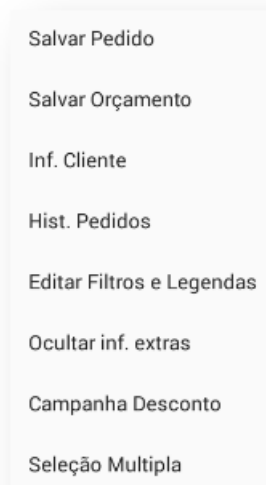 Salvar Pedido
Salvar Orçamento
Inf. Cliente
Hist. Pedidos
Editar Filtros e Legendas
Ocultar inf. extras
Campanha Desconto
Seleção Multipla